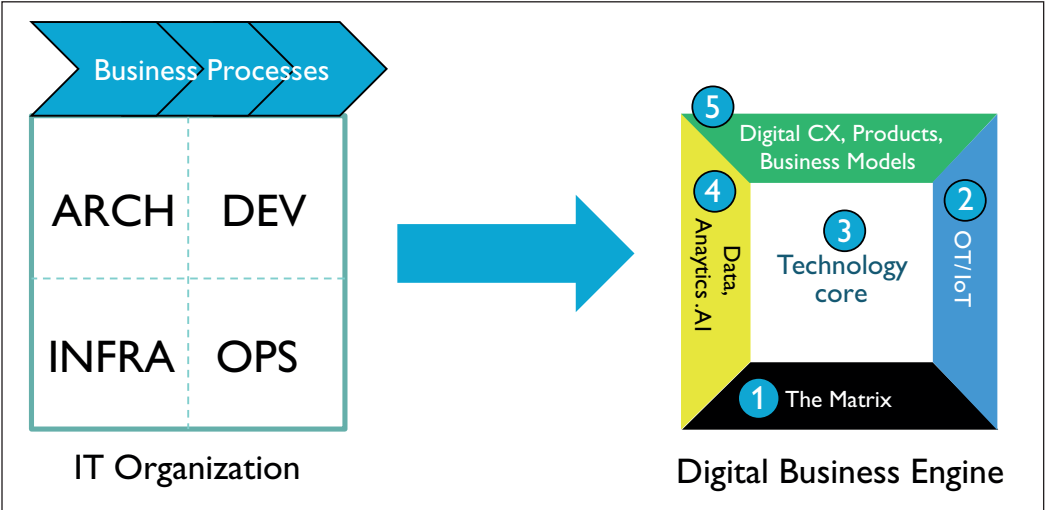 Business Processes
ARCH
DEV
INFRA
OPS
IT Organization
5
Digital CX, Products,
Business Models
4
Data,
Anaytics .AI
3
Technology
core
2
OT/IoT
1
The Matrix
Digital Business Engine